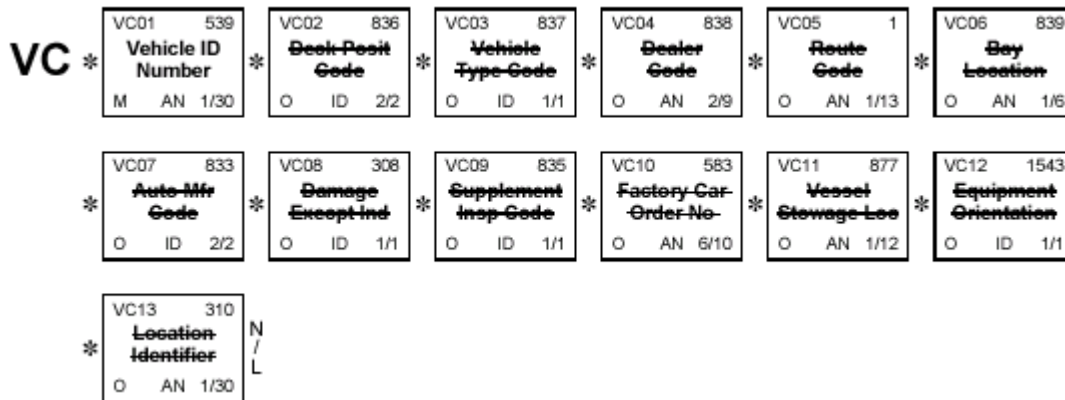 VC01 539 VC02 836 VC03 837 VC04 838 VC05 1 VC06 839
VC * Vehicle ID Number * Deck Posit Code * Vehicle Type Code * Dealer Code * Route Code * Bay Location
M AN 1/30 O ID 2/2 O ID 1/1 O AN 2/9 O AN 1/13 O AN 1/6
VC07 833 VC08 308 VC09 835 VC10 583 VC11 877 VC12 1543
* Auto Mfr Code * Damage Except Ind * Supplement Insp Code * Factory Car Order No * Vessel Stowage Loc * Equipment Orientation
O ID 2/2 O ID 1/1 O ID 1/1 O AN 6/10 O AN 1/12 O ID 1/1
VC13 310
* Location Identifier N/L
O AN 1/30